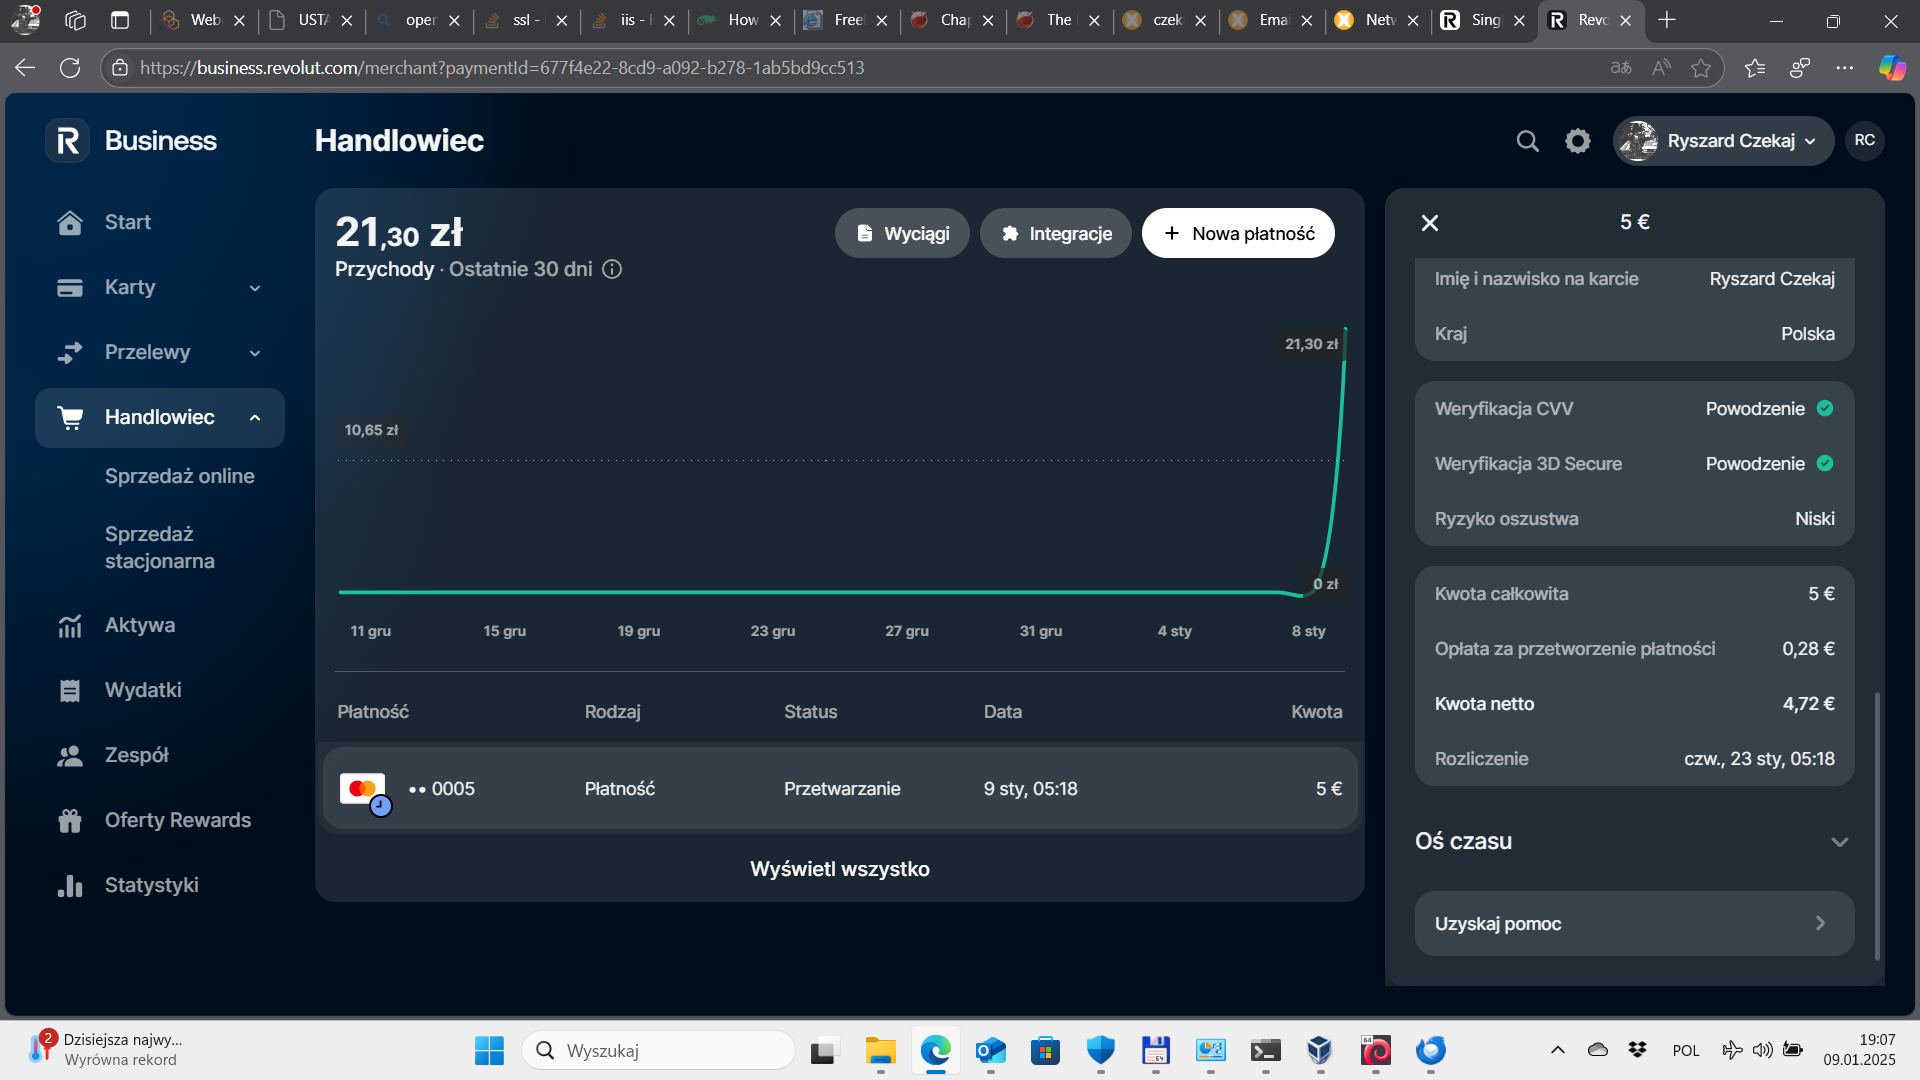 Web
USTA
open
ssl -
iis -
How
Free
Chap
The
czek
Emai
Netw
Sing
Revo
https://business.revolut.com/merchant?paymentId=677f4e22-8cd9-a092-b278-1ab5bd9cc513
Business
Handlowiec
Ryszard Czekaj
RC
Start
Karty
Przelewy
Handlowiec
Sprzedaż online
Sprzedaż
stacjonarna
Aktywa
Wydatki
Zespół
Oferty Rewards
Statystyki
21,30 zł
Przychody · Ostatnie 30 dni
Wyciągi
Integracje
+ Nowa płatność
21,30 zł
10,65 zł
0 zł
11 gru 15 gru 19 gru 23 gru 27 gru 31 gru 4 sty 8 sty
Płatność Rodzaj Status Data Kwota
•• 0005 Płatność Przetwarzanie 9 sty, 05:18 5 €
Wyświetl wszystko
5 €
Imię i nazwisko na karcie Ryszard Czekaj
Kraj Polska
Weryfikacja CVV Powodzenie
Weryfikacja 3D Secure Powodzenie
Ryzyko oszustwa Niski
Kwota całkowita 5 €
Opłata za przetworzenie płatności 0,28 €
Kwota netto 4,72 €
Rozliczenie czw., 23 sty, 05:18
Oś czasu
Uzyskaj pomoc
2
Dzisiejsza najwy...
Wyrówna rekord
Wyszukaj
64
64
POL
19:07
09.01.2025